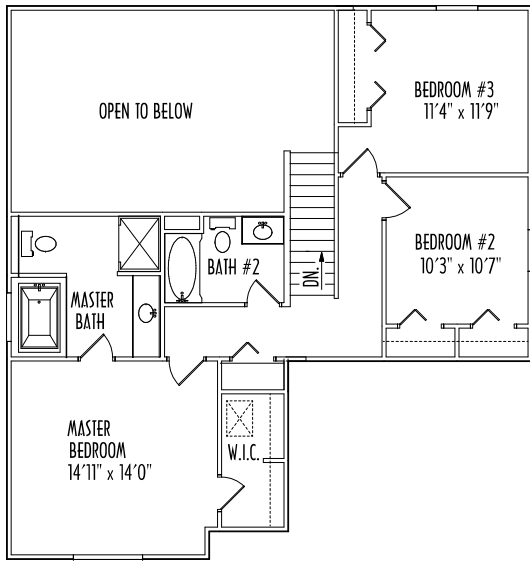 BEDROOM #3
11'4" x 11'9"
OPEN TO BELOW
BEDROOM #2
10'3" x 10'7"
BATH #2
DN.
MASTER
BATH
MASTER
BEDROOM
14'11" x 14'0"
W.I.C.